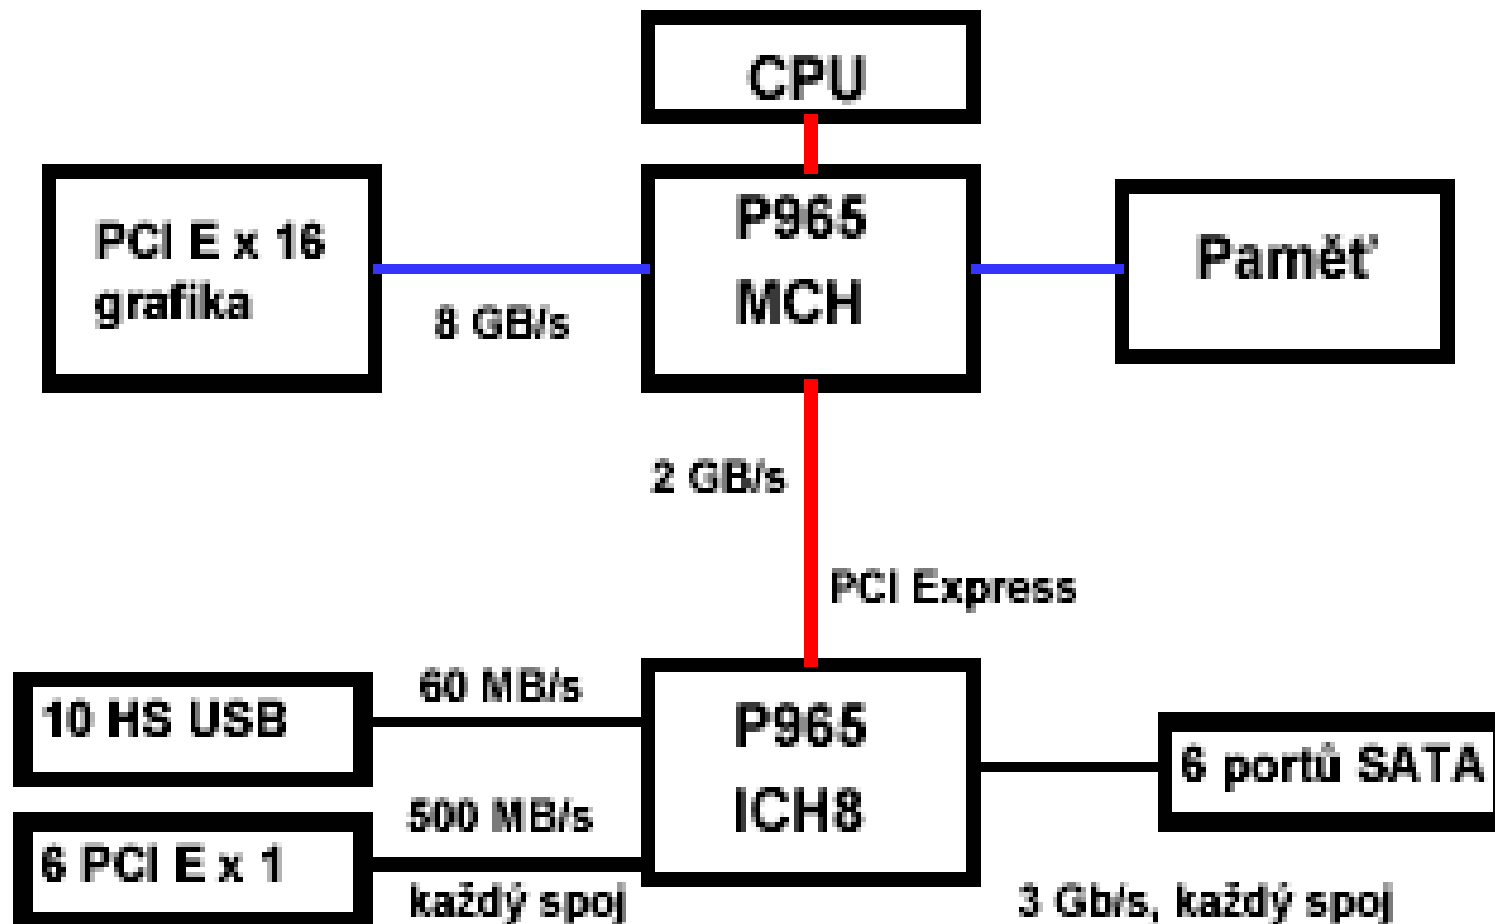 CPU
PCI E x 16
grafika
8 GB/s
P965
MCH
Paměť
2 GB/s
PCI Express
10 HS USB
60 MB/s
6 PCI E x 1
500 MB/s
každý spoj
P965
ICH8
6 portů SATA
3 Gb/s, každý spoj